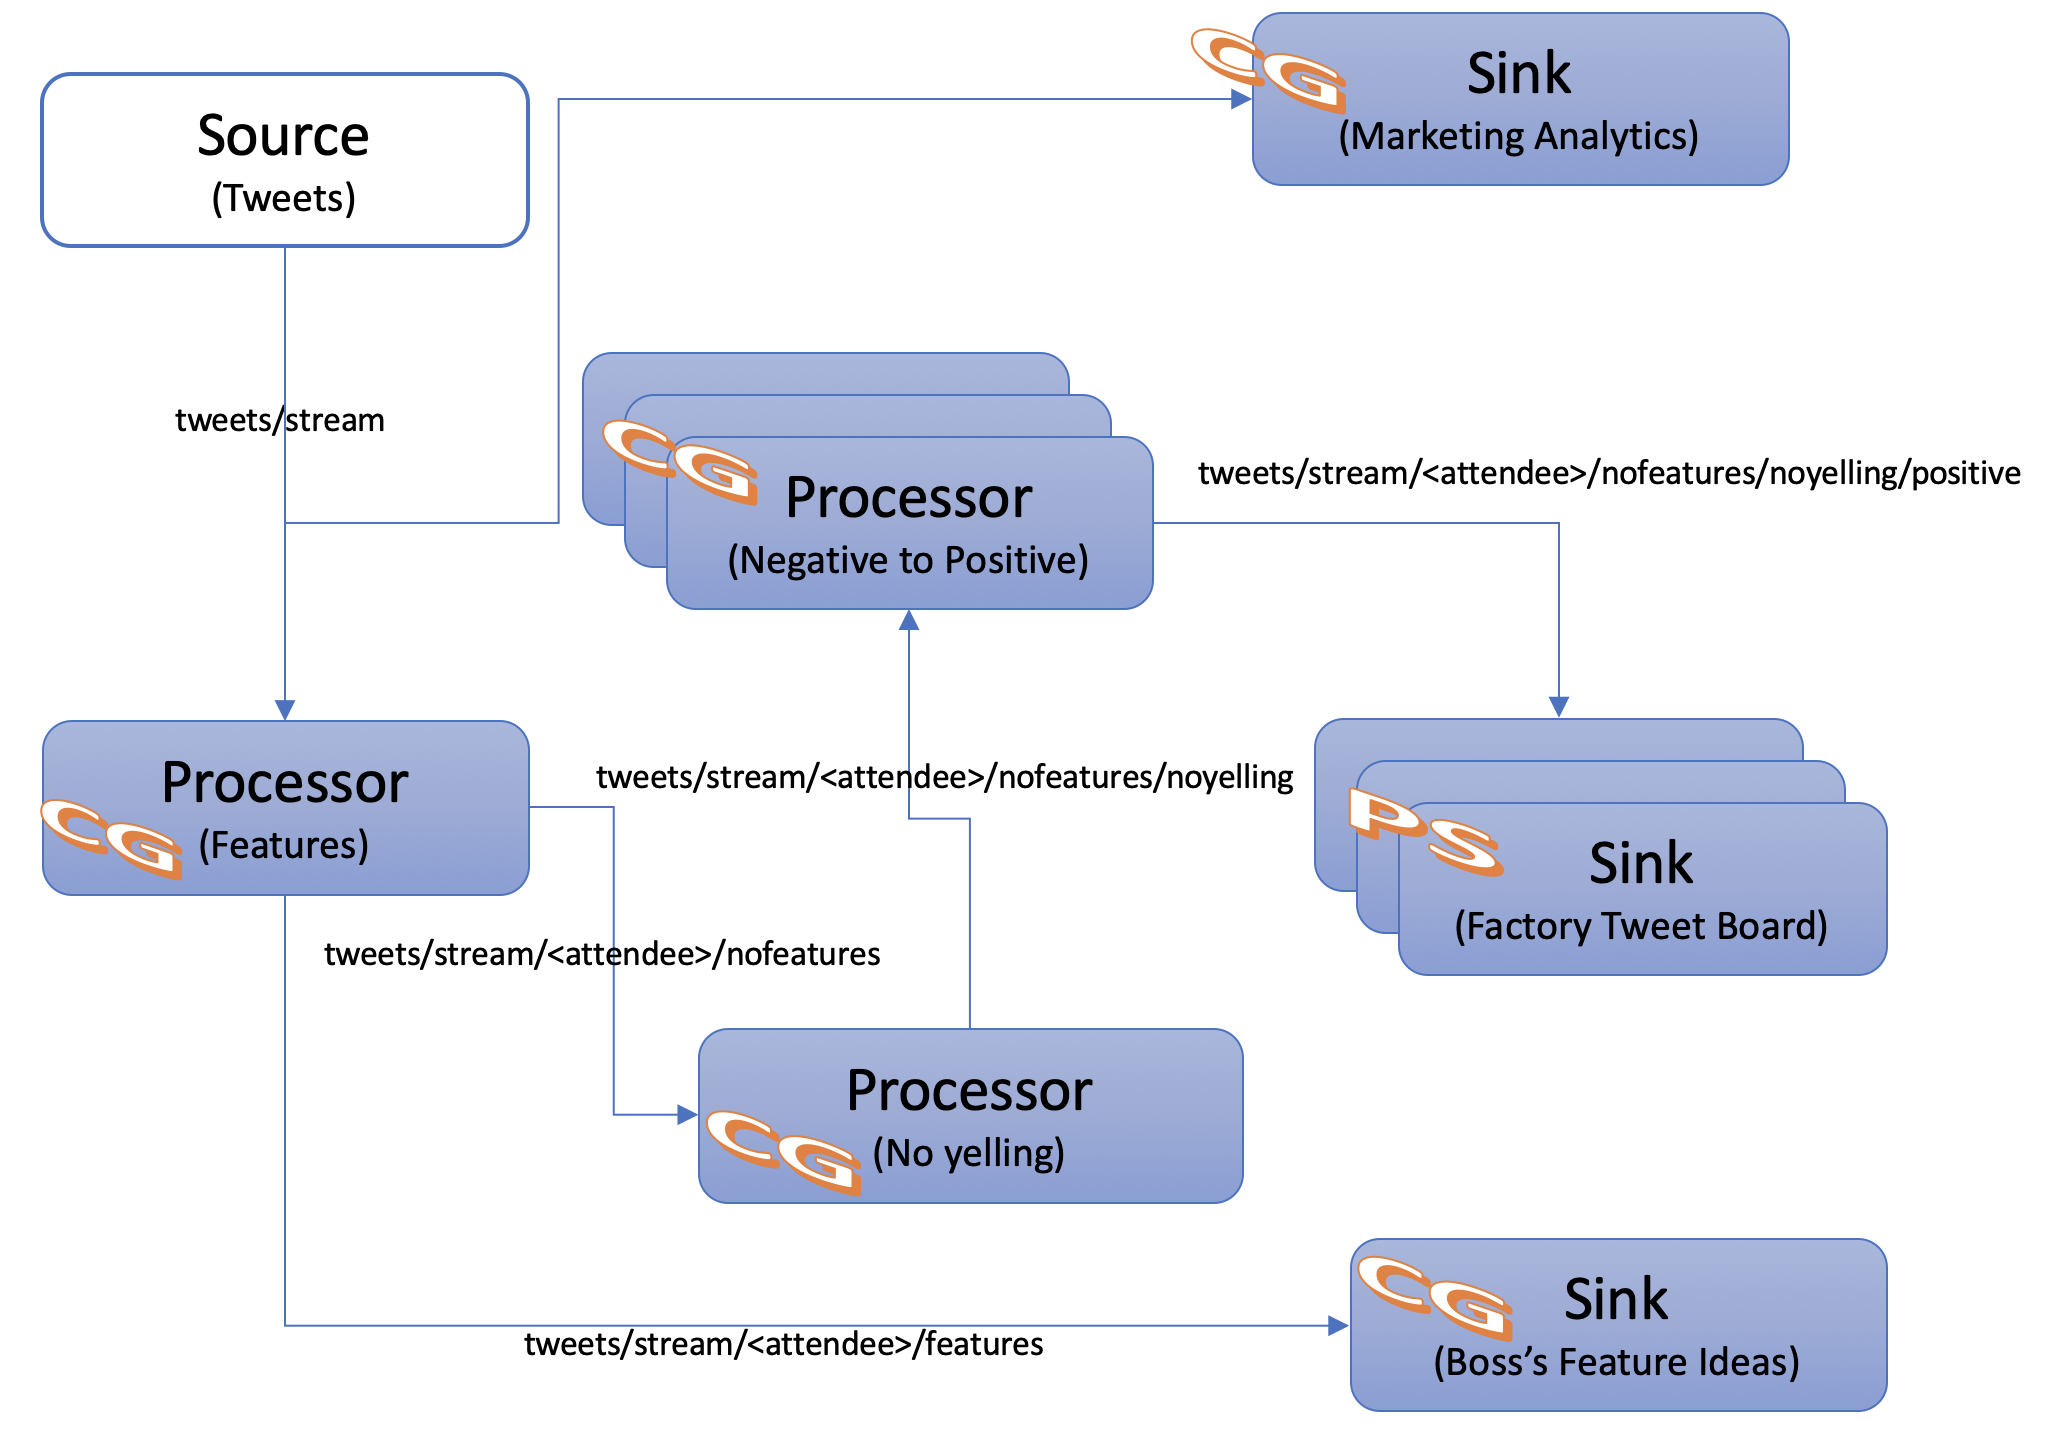 Source
(Tweets)
CG
Sink
(Marketing Analytics)
tweets/stream
CG
Processor
(Negative to Positive)
tweets/stream/<attendee>/nofeatures/noyelling/positive
Processor
CG
(Features)
tweets/stream/<attendee>/nofeatures/noyelling
PS
Sink
(Factory Tweet Board)
tweets/stream/<attendee>/nofeatures
Processor
CG
(No yelling)
CG
Sink
(Boss’s Feature Ideas)
tweets/stream/<attendee>/features